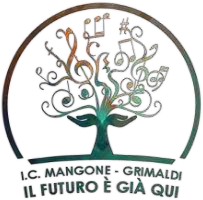 I.C. MANGONE - GRIMALDI
IL FUTURO È GIÀ QUI